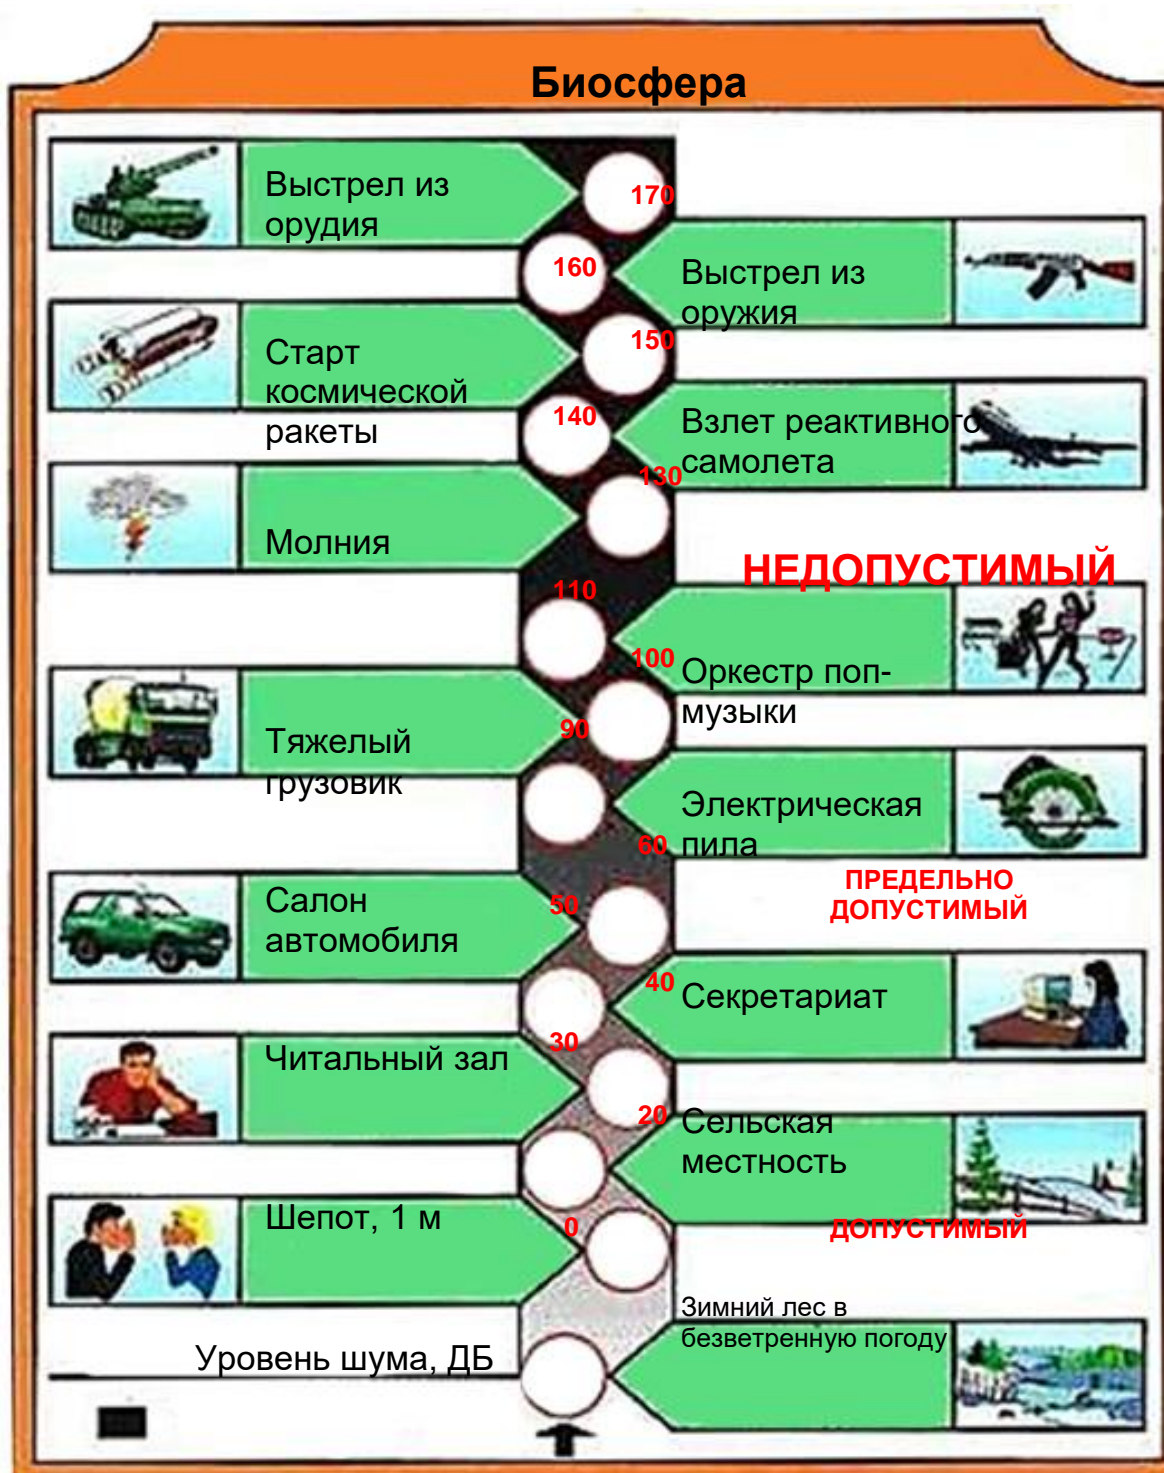 Биосфера
Выстрел из
орудия
170
160
Выстрел из
оружия
150
Старт
космической
ракеты
140
Взлет реактивного
самолета
130
Молния
НЕДОПУСТИМЫЙ
110
100
Оркестр поп-
музыки
90
Тяжелый
грузовик
Электрическая
пила
60
ПРЕДЕЛЬНО
ДОПУСТИМЫЙ
Салон
автомобиля
50
40
Секретариат
30
Читальный зал
20
Сельская
местность
Шепот, 1 м
0
ДОПУСТИМЫЙ
Зимний лес в
безветренную погоду
Уровень шума, ДБ